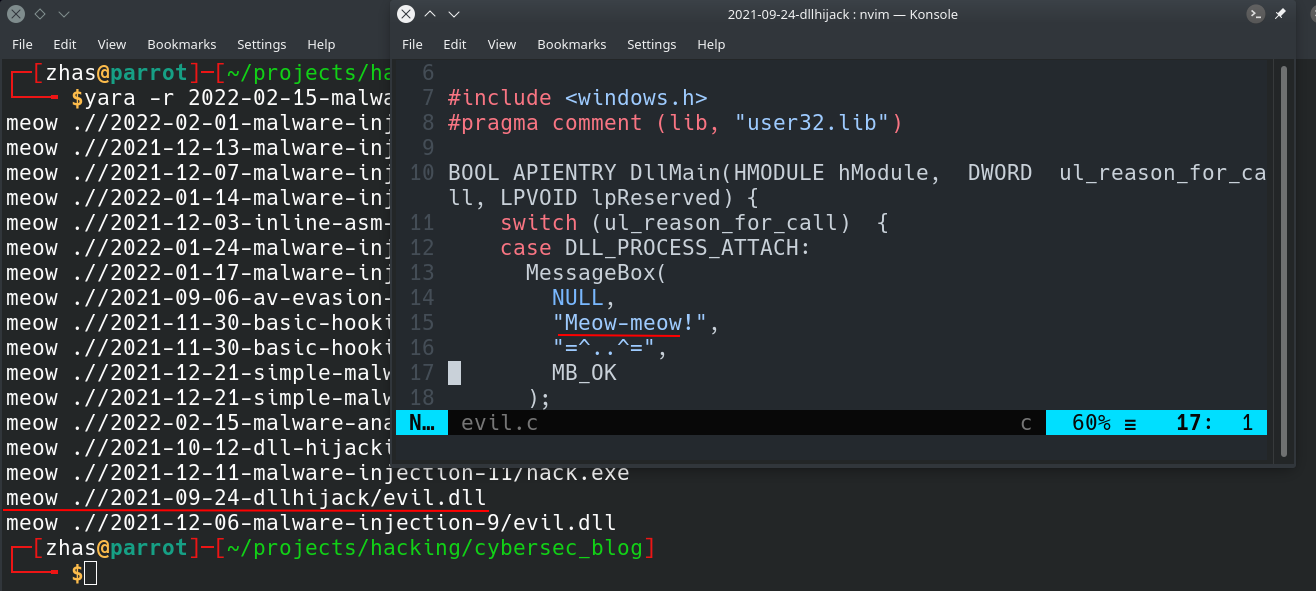 File Edit View Bookmarks Settings Help
[zhas@parrot]─[~/projects/ha
$yara -r 2022-02-15-malwa
meow .//2022-02-01-malware-inj
meow .//2021-12-13-malware-inj
meow .//2021-12-07-malware-inj
meow .//2022-01-14-malware-inj
meow .//2021-12-03-inline-asm-
meow .//2022-01-24-malware-inj
meow .//2022-01-17-malware-inj
meow .//2021-09-06-av-evasion-
meow .//2021-11-30-basic-hooki
meow .//2021-11-30-basic-hooki
meow .//2021-12-21-simple-malw
meow .//2021-12-21-simple-malw
meow .//2022-02-15-malware-ana
meow .//2021-10-12-dll-hijacki
meow .//2021-12-11-malware-injection-11/hack.exe
meow .//2021-09-24-dllhijack/evil.dll
meow .//2021-12-06-malware-injection-9/evil.dll
[zhas@parrot]─[~/projects/hacking/cybersec_blog]
$
2021-09-24-dllhijack : nvim — Konsole
File Edit View Bookmarks Settings Help
6
7 #include <windows.h>
8 #pragma comment (lib, "user32.lib")
9
10 BOOL APIENTRY DllMain(HMODULE hModule,  DWORD  ul_reason_for_ca
ll, LPVOID lpReserved) {
11     switch (ul_reason_for_call)  {
12     case DLL_PROCESS_ATTACH:
13       MessageBox(
14         NULL,
15         "Meow-meow!",
16         "=^..^=",
17         MB_OK
18       );
N… evil.c c 60% ≡ 17: 1